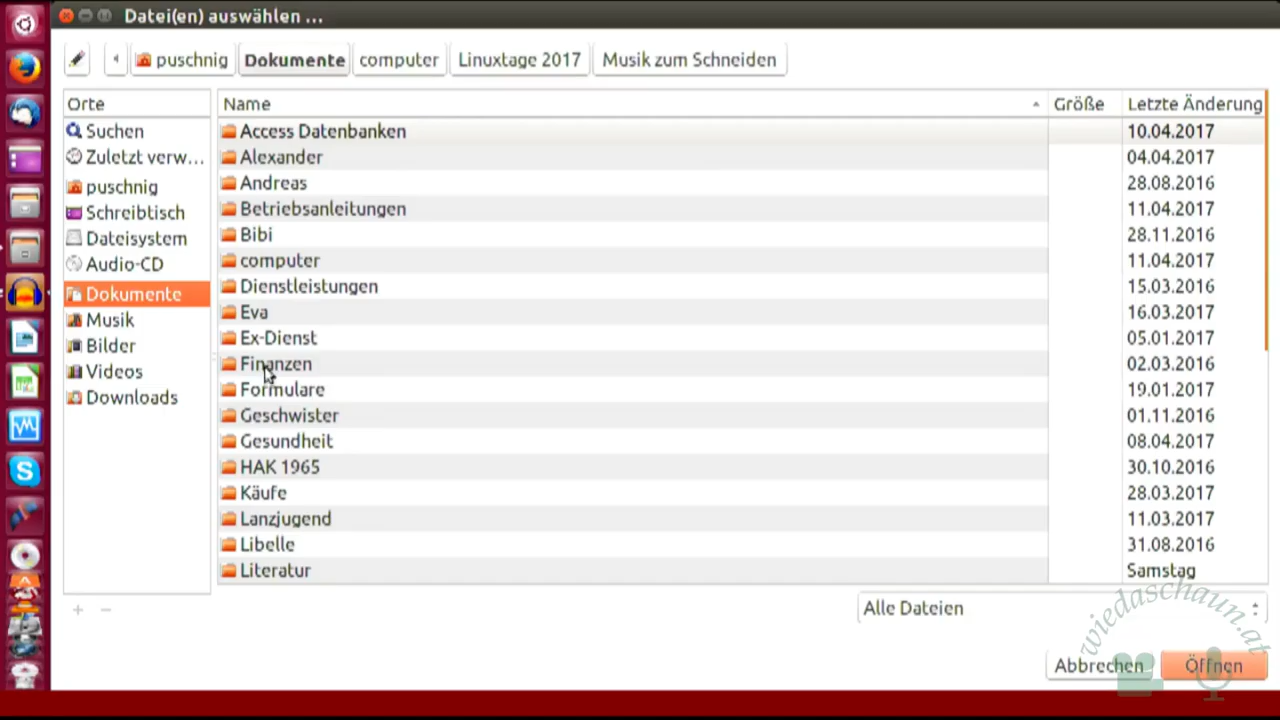 Datei(en) auswählen ...
puschnig Dokumente computer Linuxtage 2017 Musik zum Schneiden
Orte Name Größe Letzte Änderung
Suchen Access Datenbanken 10.04.2017
Zuletzt verw... Alexander 04.04.2017
puschnig Andreas 28.08.2016
Schreibtisch Betriebsanleitungen 11.04.2017
Dateisystem Bibi 28.11.2016
Audio-CD computer 11.04.2017
Dokumente Dienstleistungen 15.03.2016
Musik Eva 16.03.2017
Bilder Ex-Dienst 05.01.2017
Videos Finanzen 02.03.2016
Downloads Formulare 19.01.2017
Geschwister 01.11.2016
Gesundheit 08.04.2017
HAK 1965 30.10.2016
Käufe 28.03.2017
Lanzjugend 11.03.2017
Libelle 31.08.2016
Literatur Samstag
Alle Dateien
wiedaschaun.at
Abbrechen Öffnen